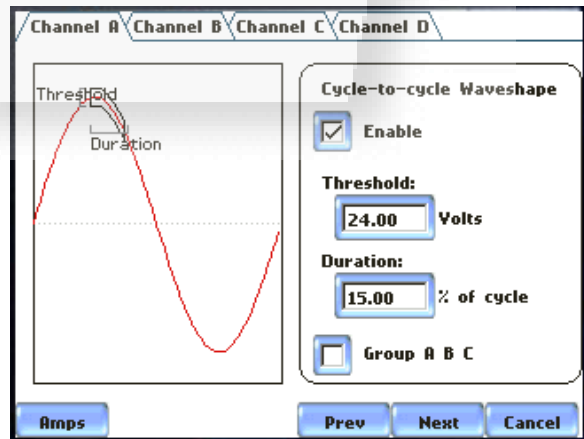 Channel A Channel B Channel C Channel D
Threshold
Duration
Cycle-to-cycle Waveshape
Enable
Threshold:
24.00 Volts
Duration:
15.00 % of cycle
Group A B C
Amps Prev Next Cancel